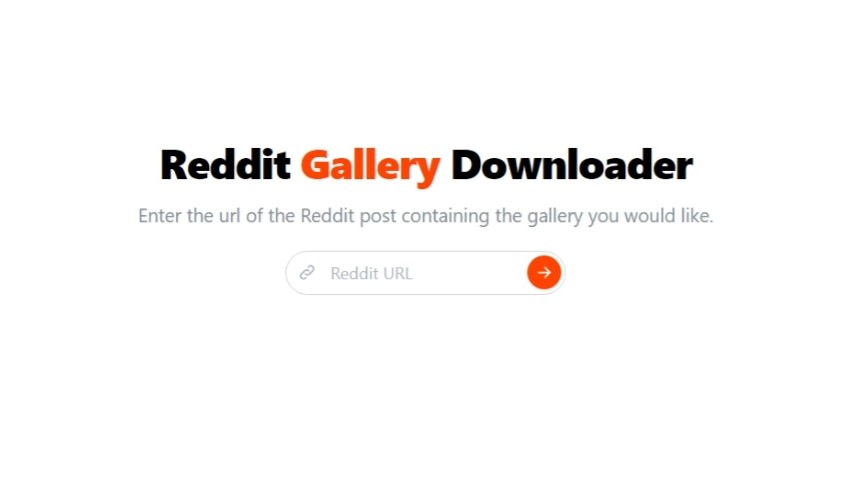 Reddit Gallery Downloader
Enter the url of the Reddit post containing the gallery you would like.
Reddit URL